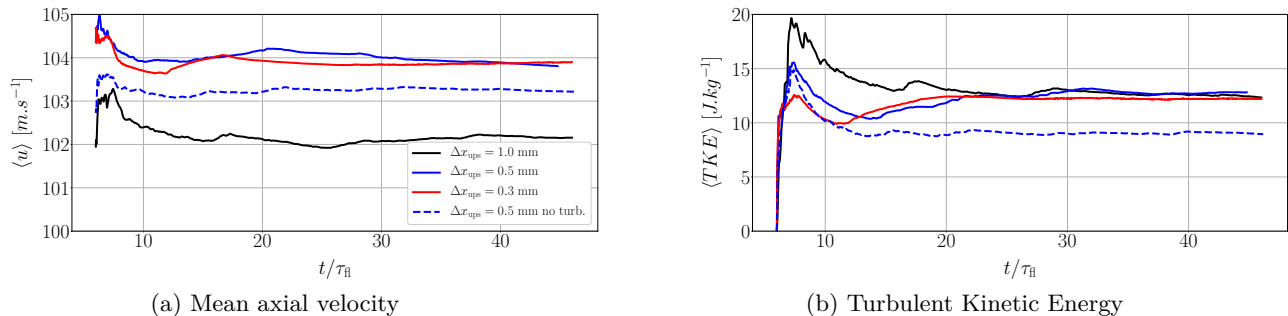 105
104
103
102
101
100
⟨u⟩ [m.s⁻¹]
10
20
30
40
t/τ_fl
Δx_ups = 1.0 mm
Δx_ups = 0.5 mm
Δx_ups = 0.3 mm
Δx_ups = 0.5 mm no turb.
(a) Mean axial velocity
20
15
10
5
0
⟨TKE⟩ [J.kg⁻¹]
10
20
30
40
t/τ_fl
(b) Turbulent Kinetic Energy